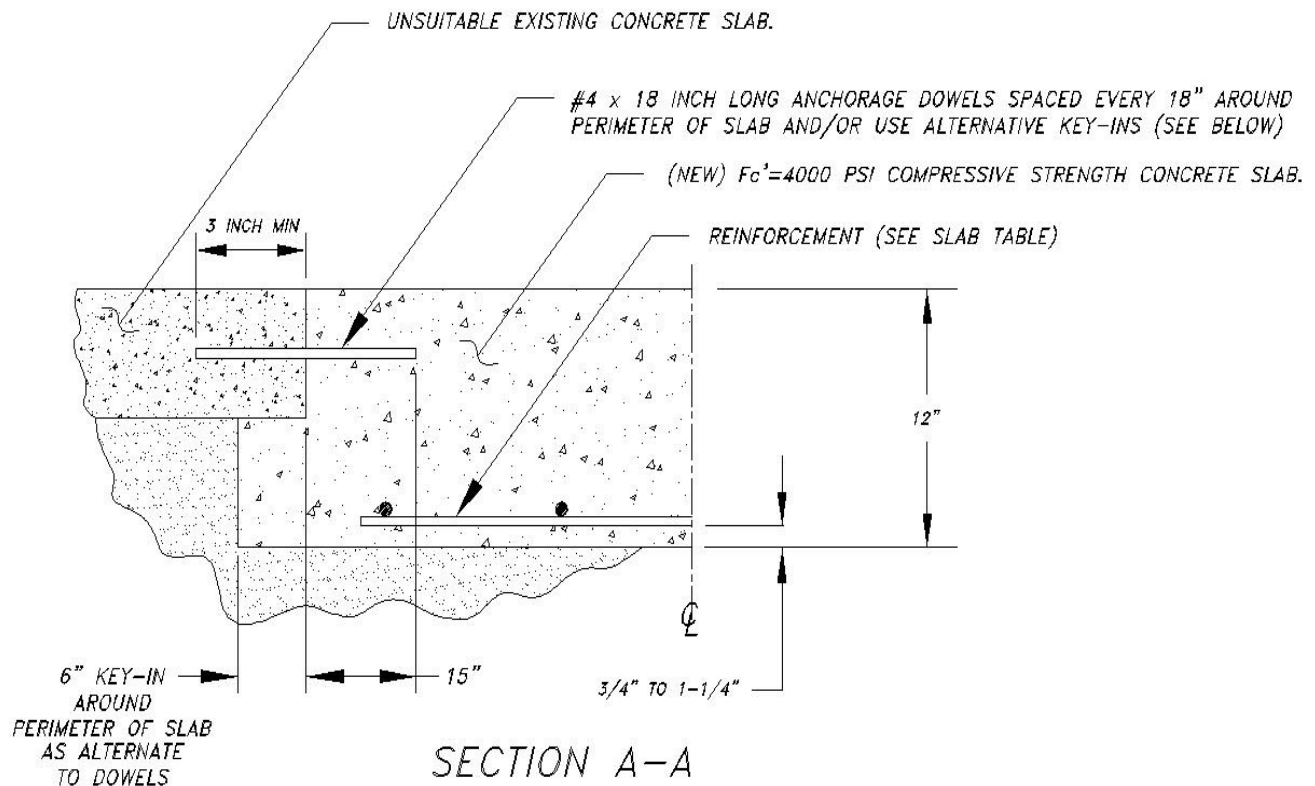 UNSUITABLE EXISTING CONCRETE SLAB.
#4 x 18 INCH LONG ANCHORAGE DOWELS SPACED EVERY 18" AROUND
PERIMETER OF SLAB AND/OR USE ALTERNATIVE KEY-INS (SEE BELOW)
(NEW) Fc'=4000 PSI COMPRESSIVE STRENGTH CONCRETE SLAB.
3 INCH MIN
REINFORCEMENT (SEE SLAB TABLE)
12"
℄
6" KEY-IN
AROUND
PERIMETER OF SLAB
AS ALTERNATE
TO DOWELS
15"
3/4" TO 1-1/4"
SECTION A-A